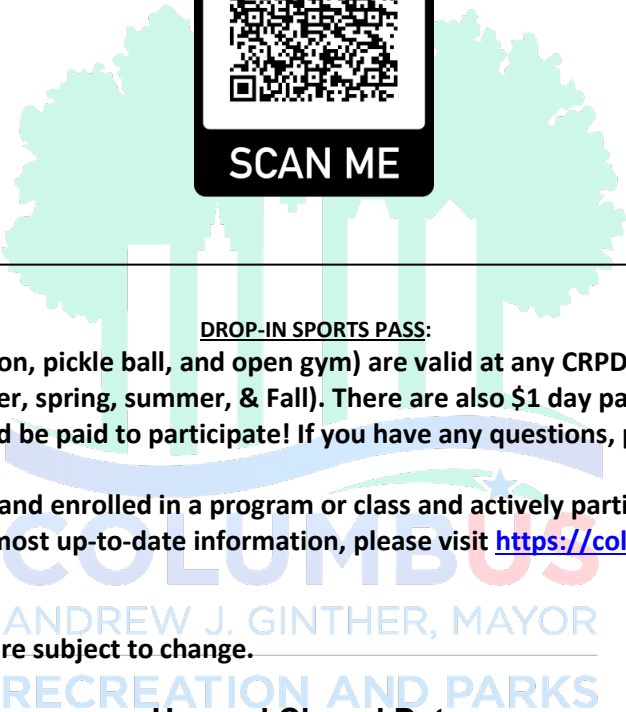 SCAN ME
DROP-IN SPORTS PASS:
on, pickle ball, and open gym) are valid at any CRPD
er, spring, summer, & Fall). There are also $1 day pa
d be paid to participate! If you have any questions, p
and enrolled in a program or class and actively parti
COLUMBUS
most up-to-date information, please visit https://col
ANDREW J. GINTHER, MAYOR
re subject to change.
RECREATION AND PARKS